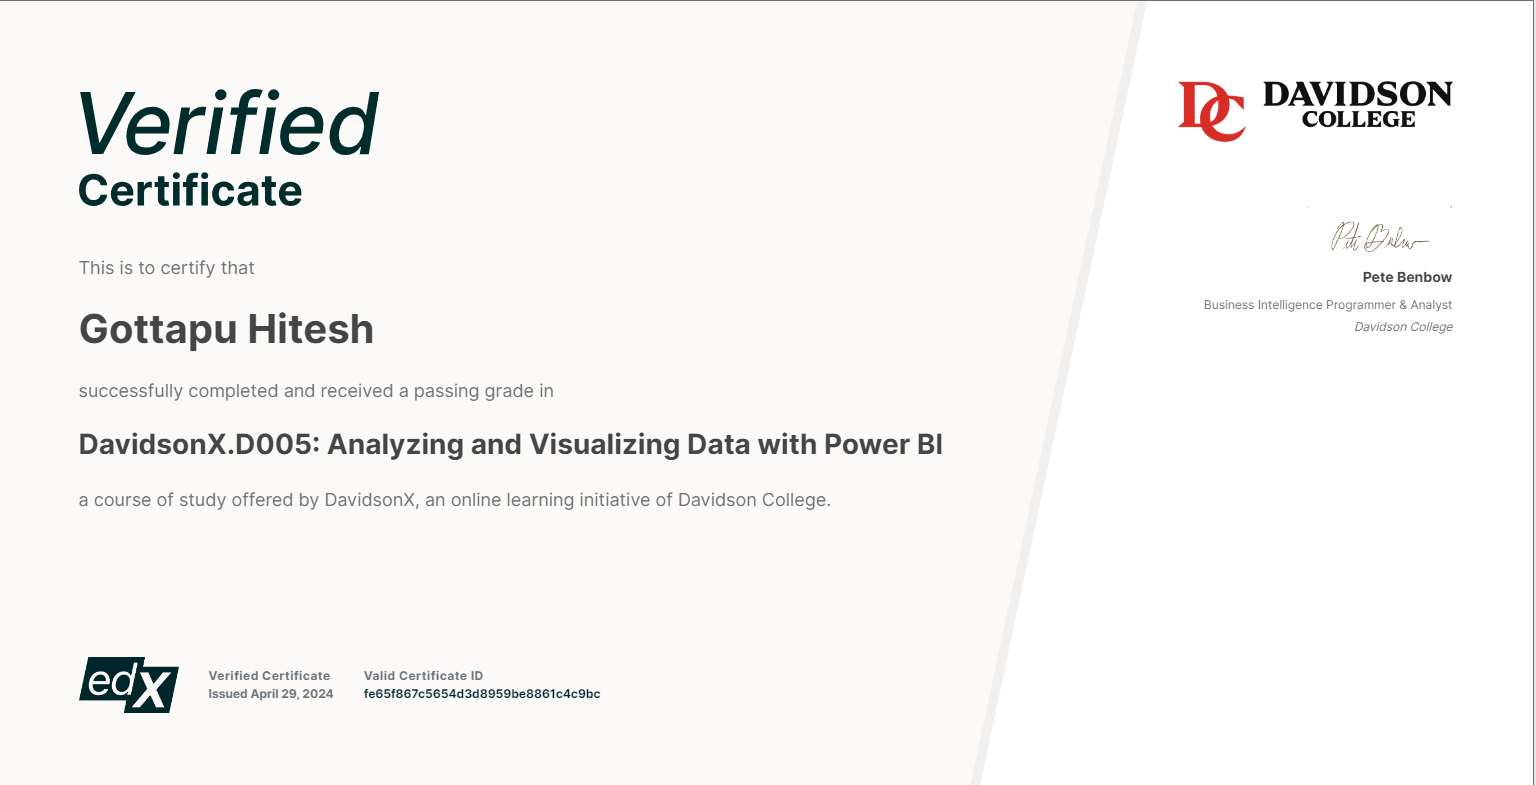 Verified
Certificate
This is to certify that
Gottapu Hitesh
successfully completed and received a passing grade in
DavidsonX.D005: Analyzing and Visualizing Data with Power BI
a course of study offered by DavidsonX, an online learning initiative of Davidson College.
edX
Verified Certificate
Issued April 29, 2024
Valid Certificate ID
fe65f867c5654d3d8959be8861c4c9bc
DC
DAVIDSON
COLLEGE
Pete Benbow
Business Intelligence Programmer & Analyst
Davidson College